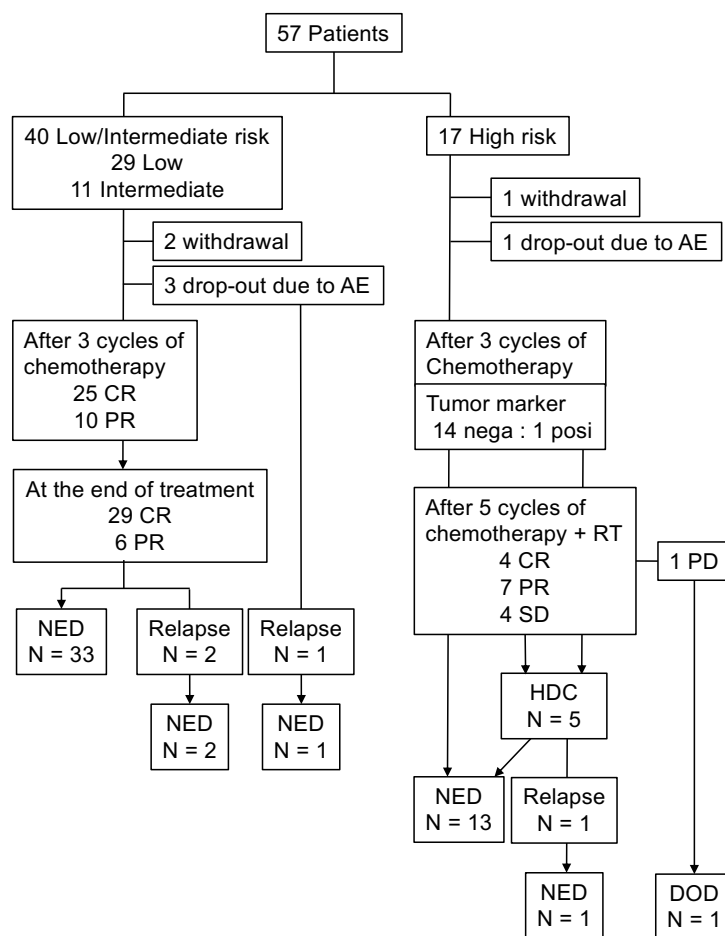 57 Patients
40 Low/Intermediate risk
29 Low
11 Intermediate
2 withdrawal
3 drop-out due to AE
After 3 cycles of
chemotherapy
25 CR
10 PR
At the end of treatment
29 CR
6 PR
NED
N = 33
Relapse
N = 2
Relapse
N = 1
NED
N = 2
NED
N = 1
17 High risk
1 withdrawal
1 drop-out due to AE
After 3 cycles of
Chemotherapy
Tumor marker
14 nega : 1 posi
After 5 cycles of
chemotherapy + RT
4 CR
7 PR
4 SD
1 PD
HDC
N = 5
NED
N = 13
Relapse
N = 1
NED
N = 1
DOD
N = 1